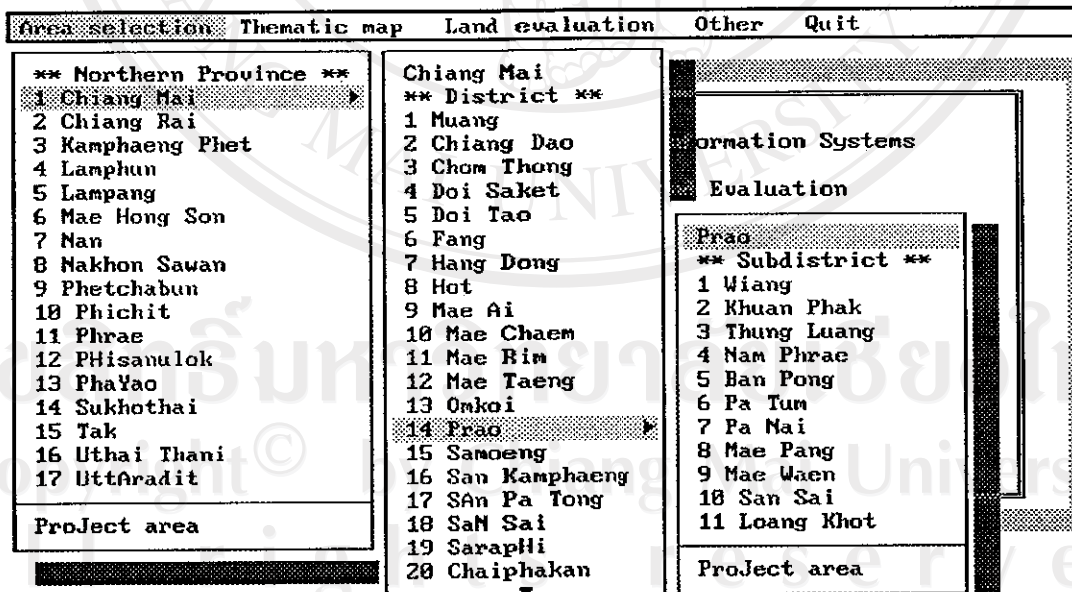 Area selection Thematic map Land evaluation Other Quit
** Northern Province **
1 Chiang Mai
2 Chiang Rai
3 Kamphaeng Phet
4 Lamphun
5 Lampang
6 Mae Hong Son
7 Nan
8 Nakhon Sawan
9 Phetchabun
10 Phichit
11 Phrae
12 PHisanulok
13 PhaYao
14 Sukhothai
15 Tak
16 Uthai Thani
17 UttAradit
ProJect area
Chiang Mai
** District **
1 Muang
2 Chiang Dao
3 Chom Thong
4 Doi Saket
5 Doi Tao
6 Fang
7 Hang Dong
8 Hot
9 Mae Ai
10 Mae Chaem
11 Mae Rim
12 Mae Taeng
13 Omkoi
14 Prao
15 Samoeng
16 San Kamphaeng
17 SAn Pa Tong
18 SaN Sai
19 SarapHi
20 Chaiphakan
ormation Systems
Evaluation
Prao
** Subdistrict **
1 Wiang
2 Khuan Phak
3 Thung Luang
4 Nam Phrae
5 Ban Pong
6 Pa Tum
7 Pa Nai
8 Mae Pang
9 Mae Waen
10 San Sai
11 Loang Khot
ProJect area